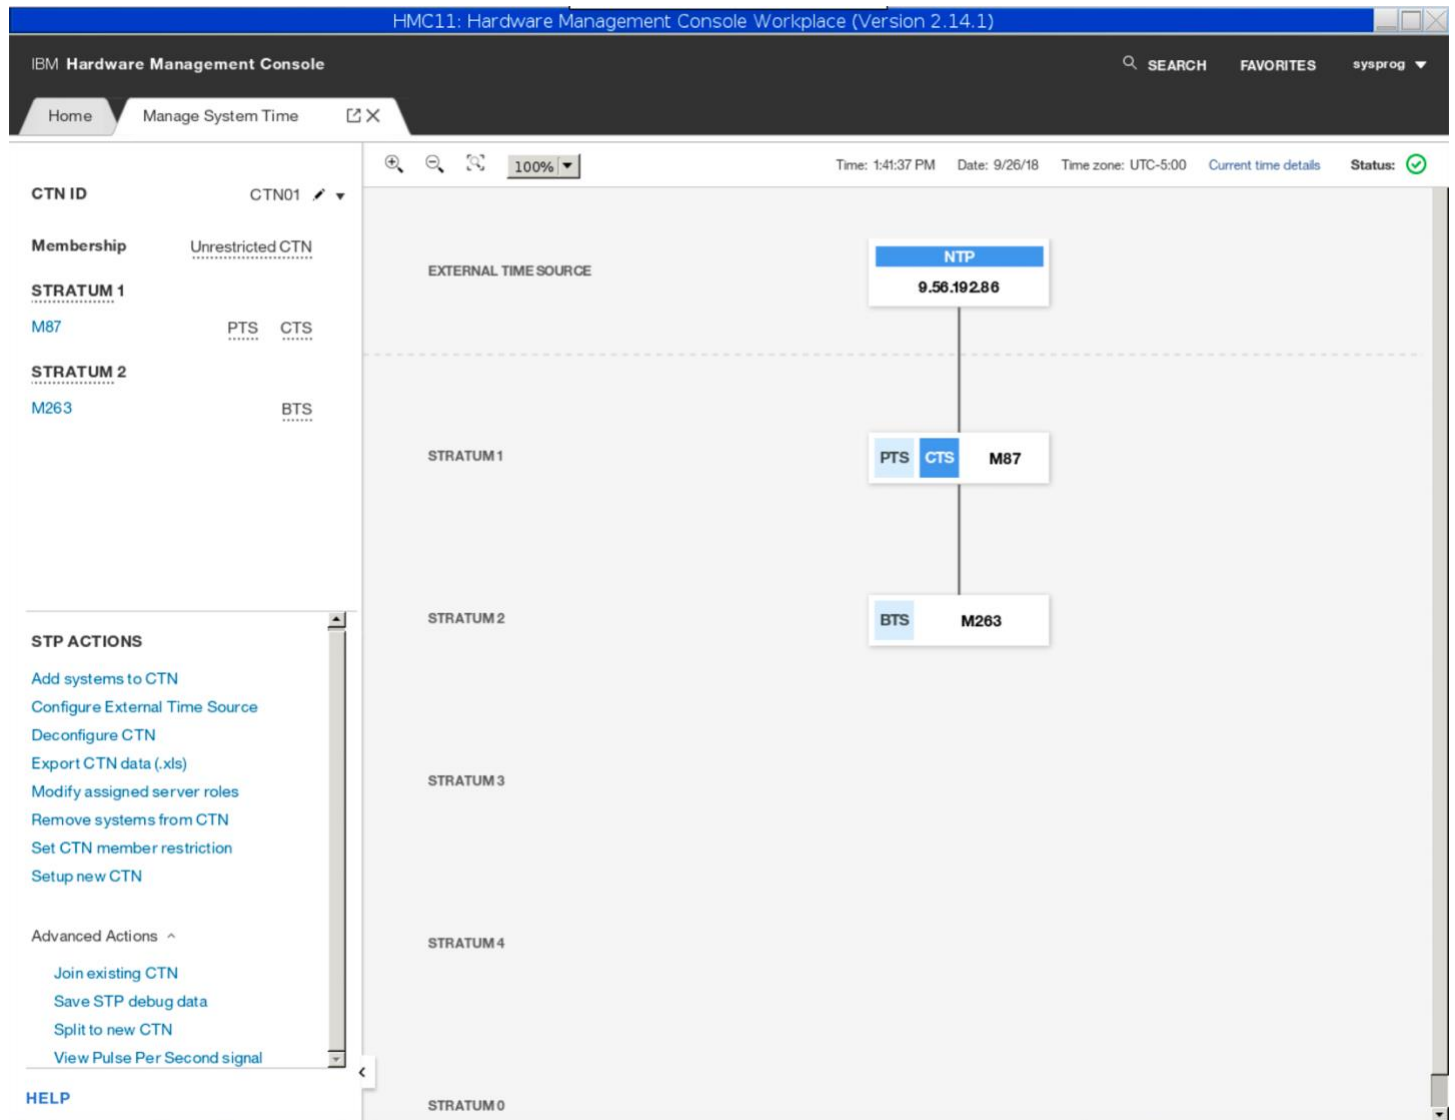 HMC11: Hardware Management Console Workplace (Version 2.14.1)
IBM Hardware Management Console
SEARCH FAVORITES sysprog
Home Manage System Time
100%
Time: 1:41:37 PM Date: 9/26/18 Time zone: UTC-5:00 Current time details Status:
CTN ID CTN01
Membership Unrestricted CTN
STRATUM 1
M87 PTS CTS
STRATUM 2
M263 BTS
STP ACTIONS
Add systems to CTN
Configure External Time Source
Deconfigure CTN
Export CTN data (.xls)
Modify assigned server roles
Remove systems from CTN
Set CTN member restriction
Setup new CTN
Advanced Actions
Join existing CTN
Save STP debug data
Split to new CTN
View Pulse Per Second signal
HELP
EXTERNAL TIME SOURCE
NTP
9.56.192.86
STRATUM 1
PTS CTS M87
STRATUM 2
BTS M263
STRATUM 3
STRATUM 4
STRATUM 0